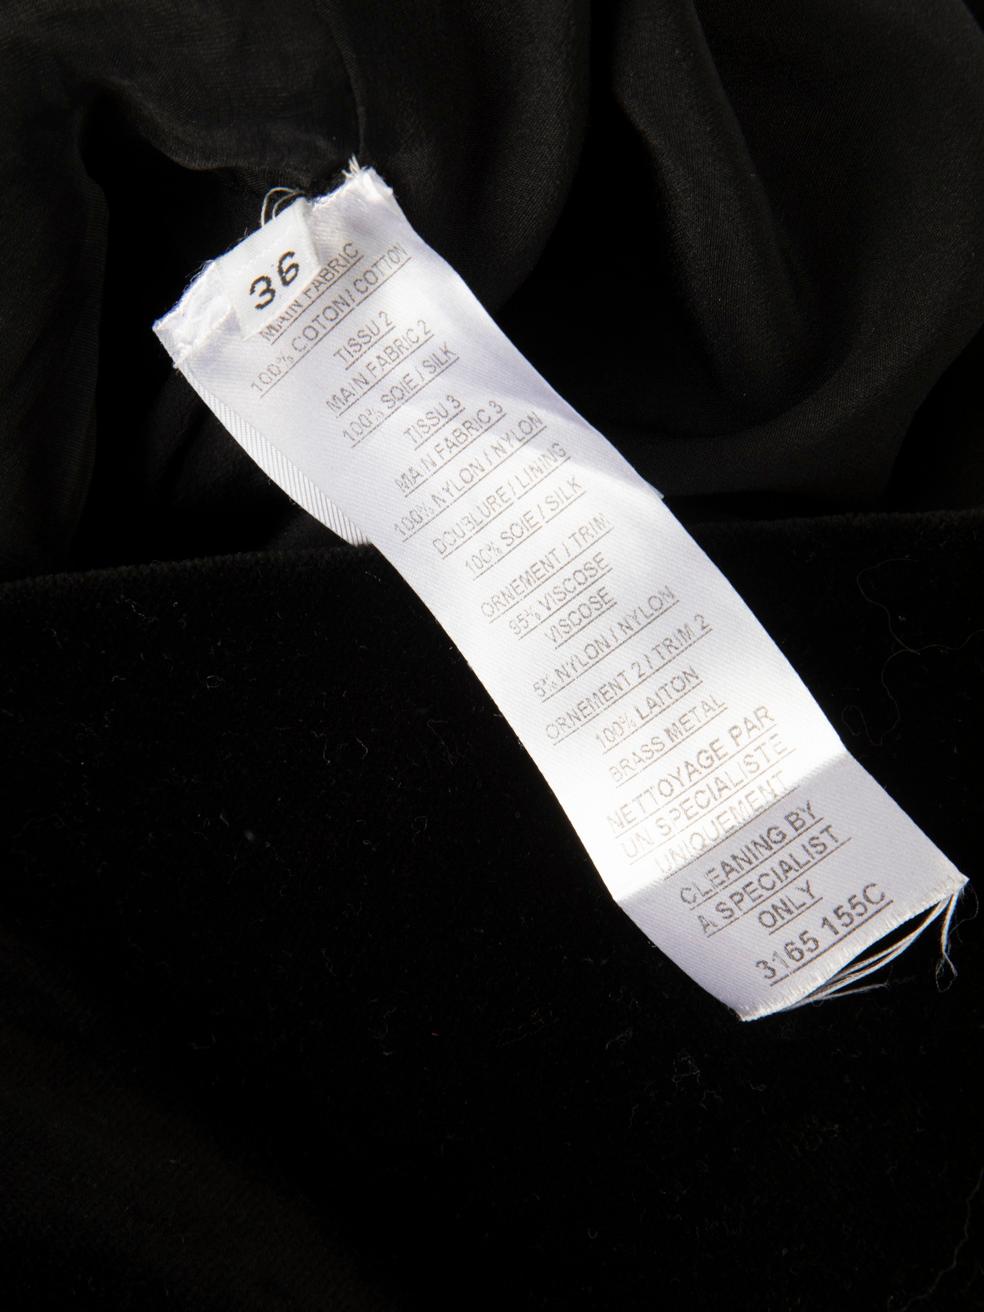 36
MAIN FABRIC
100% COTON / COTTON
TISSU 2
MAIN FABRIC 2
100% SOIE / SILK
TISSU 3
MAIN FABRIC 3
100% NYLON / NYLON
DOUBLURE / LINING
100% SOIE / SILK
ORNEMENT / TRIM
95% VISCOSE
VISCOSE
5% NYLON / NYLON
ORNEMENT 2 / TRIM 2
100% LAITON
BRASS METAL
NETTOYAGE PAR
UN SPECIALISTE
UNIQUEMENT
CLEANING BY
A SPECIALIST
ONLY
3165 155C